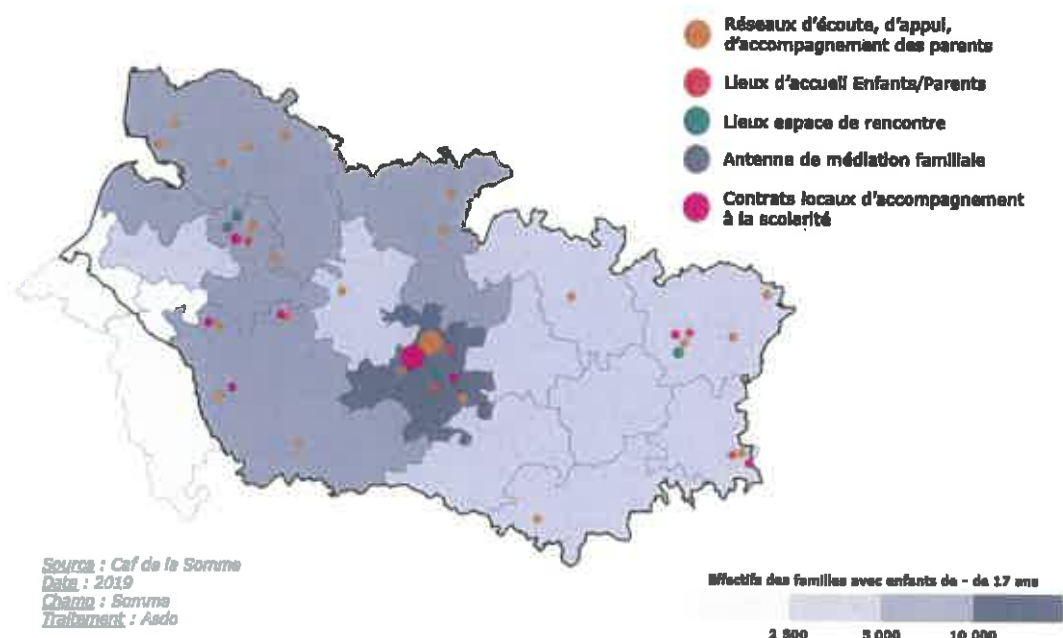 Réseaux d'écoute, d'appui,
d'accompagnement des parents
Lieux d'accueil Enfants/Parents
Lieux espace de rencontre
Antenne de médiation familiale
Contrats locaux d'accompagnement
à la scolarité
Source : Caf de la Somme
Date : 2019
Champ : Somme
Traitement : Asdo
Effectifs des familles avec enfants de - de 17 ans
2 500 5 000 10 000